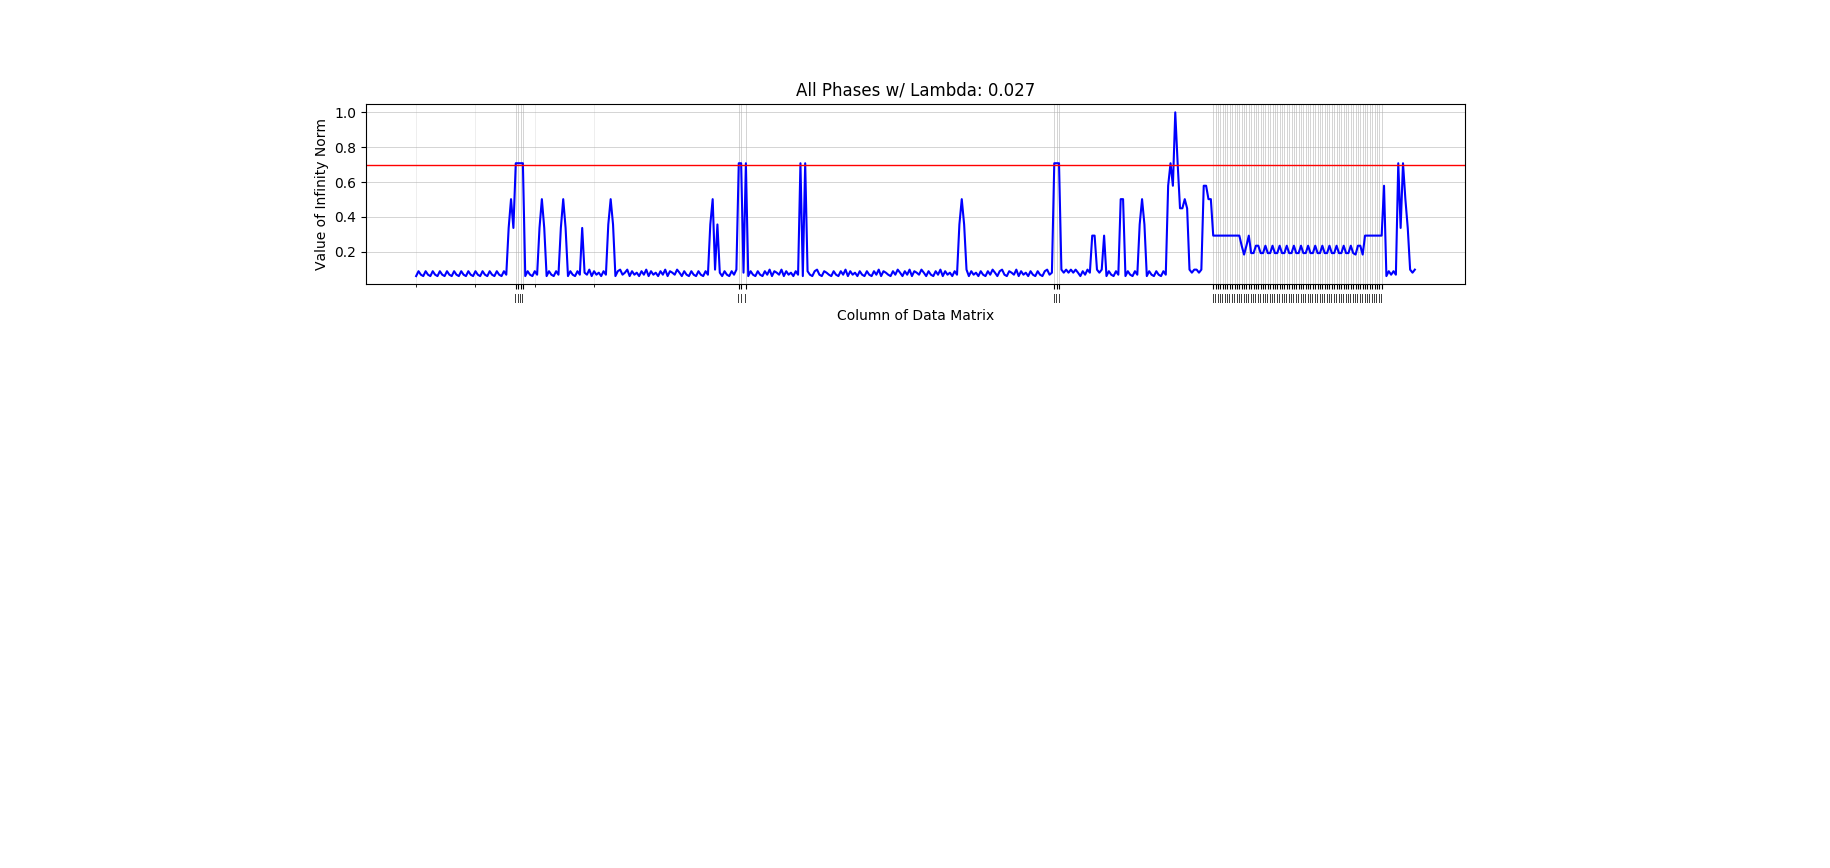 All Phases w/ Lambda: 0.027
1.0
0.8
0.6
0.4
0.2
Value of Infinity Norm
Column of Data Matrix